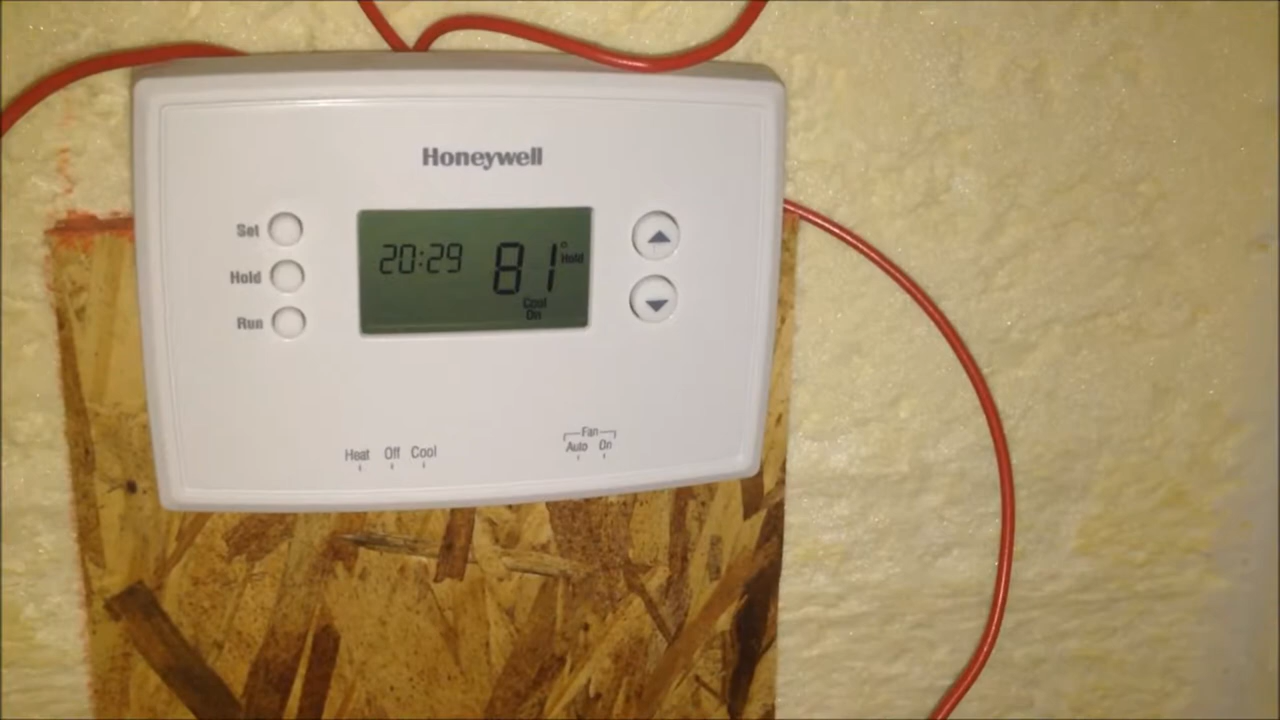 Honeywell
Set
Hold
Run
20:29 81° Hold
Cool
On
Heat Off Cool
Fan
Auto On